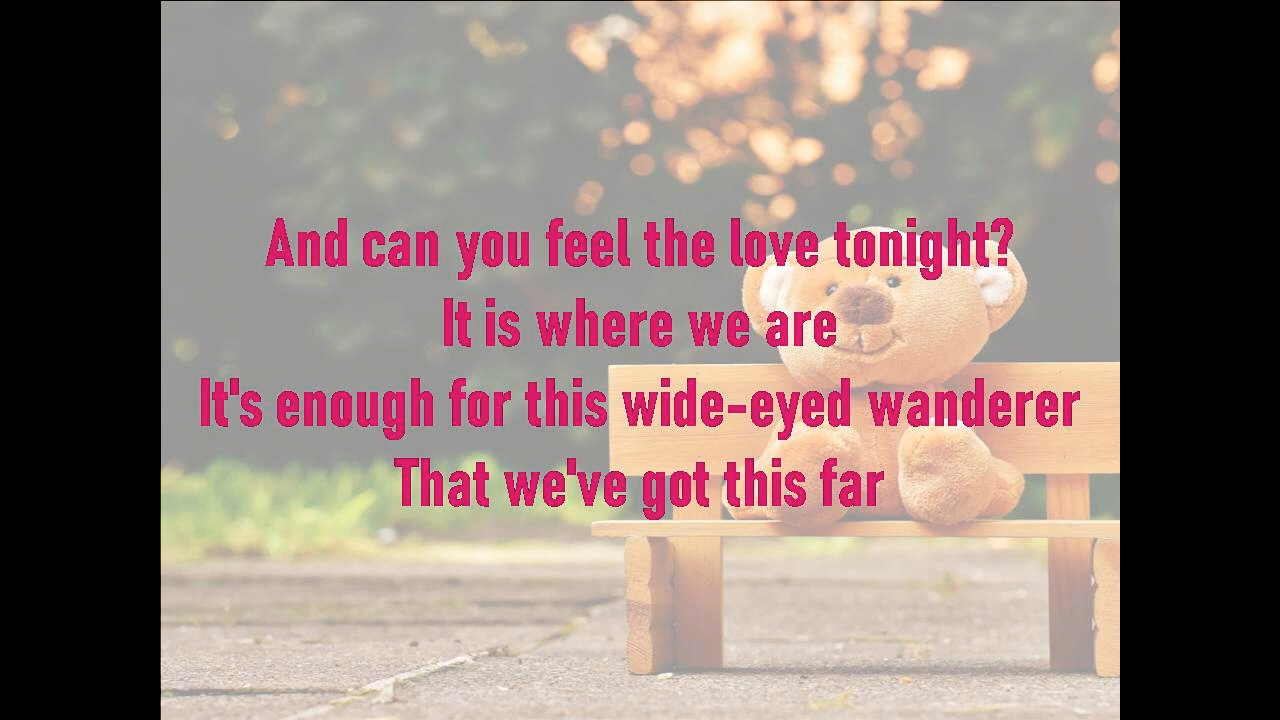 And can you feel the love tonight?
It is where we are
It's enough for this wide-eyed wanderer
That we've got this far